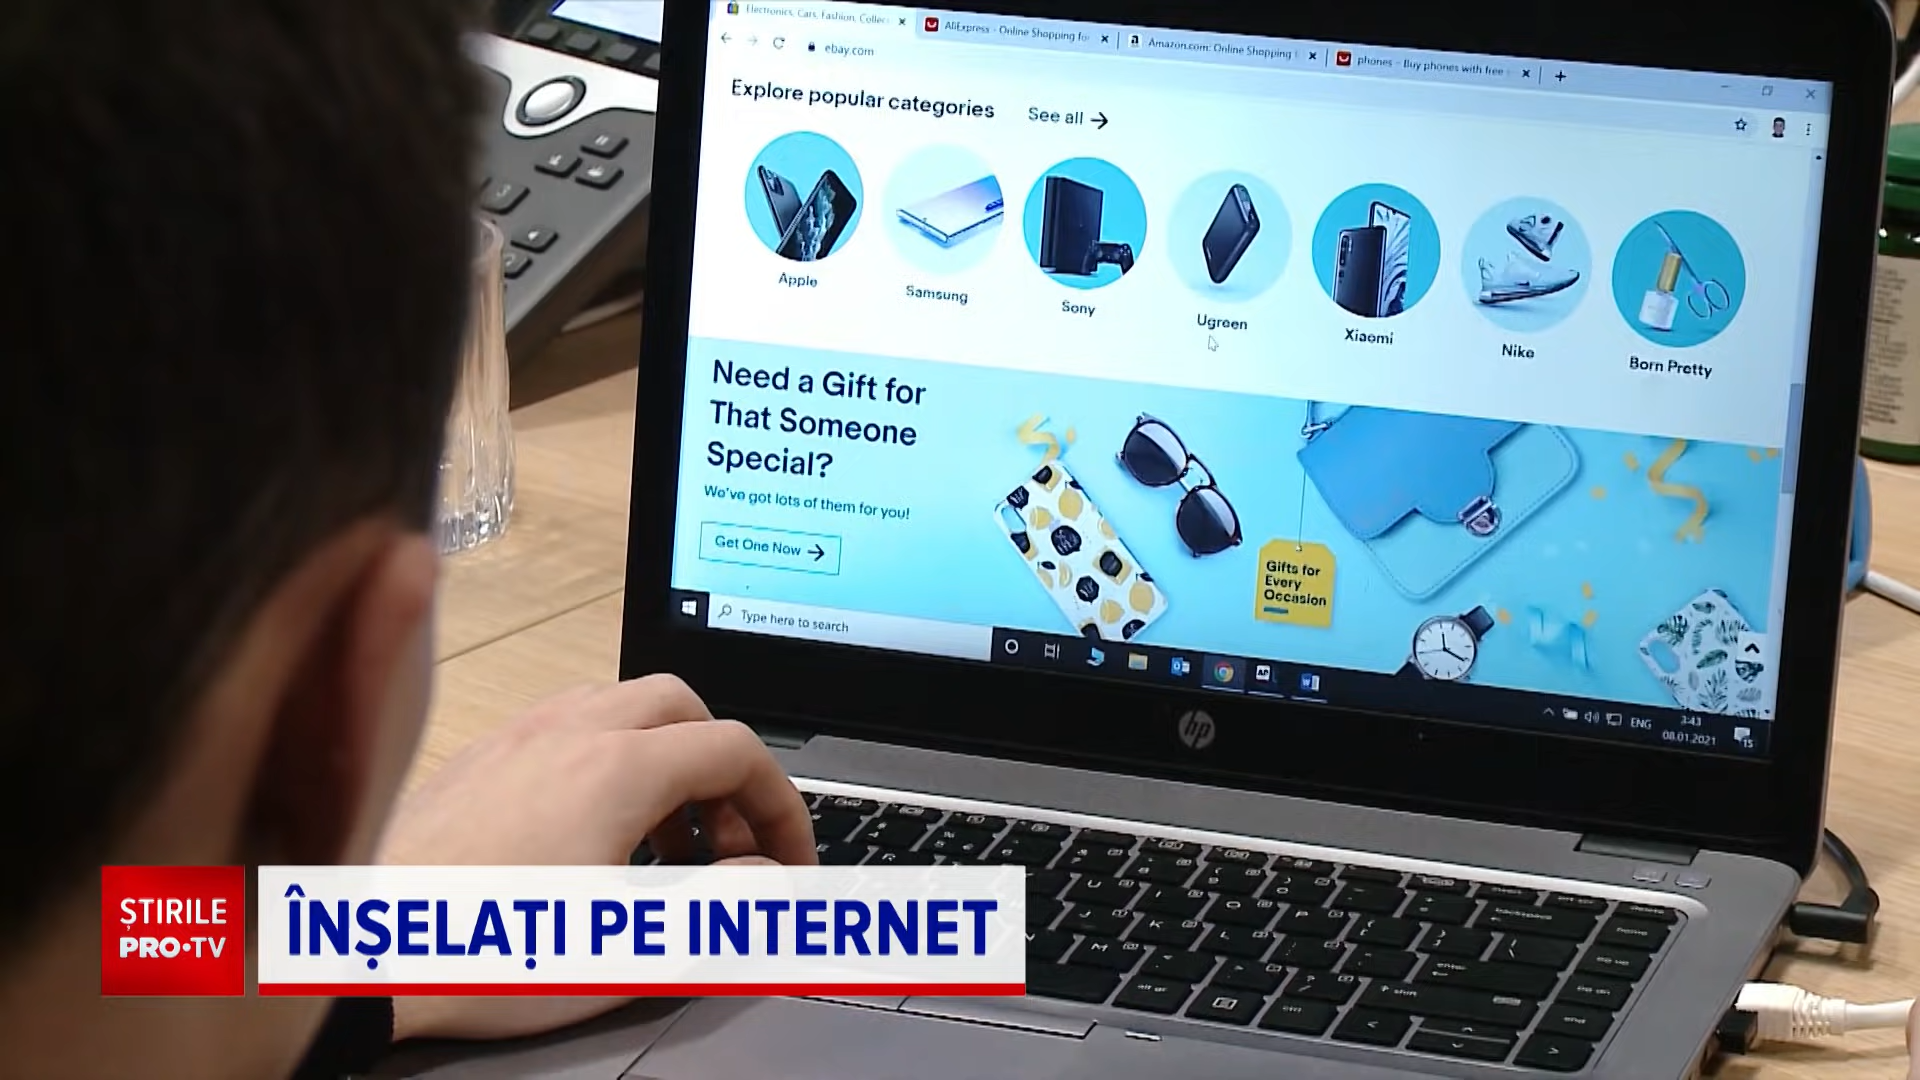 Electronics, Cars, Fashion, Collec
AliExpress - Online Shopping fo
Amazon.com: Online Shopping
phones - Buy phones with free
ebay.com
Explore popular categories
See all →
Apple
Samsung
Sony
Ugreen
Xiaomi
Nike
Born Pretty
Need a Gift for
That Someone
Special?
We've got lots of them for you!
Get One Now →
Gifts for
Every
Occasion
Type here to search
ENG
3:43
08.01.2021
15
hp
ȘTIRILE
PRO•TV
ÎNȘELAȚI PE INTERNET